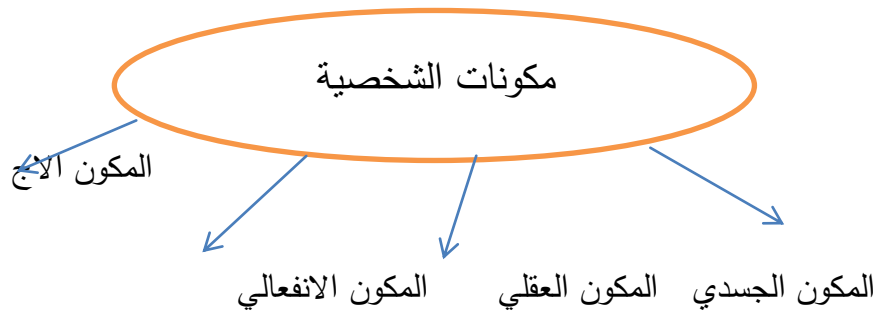 مكونات الشخصية
المكون الاج
المكون الجسدي المكون العقلي المكون الانفعالي